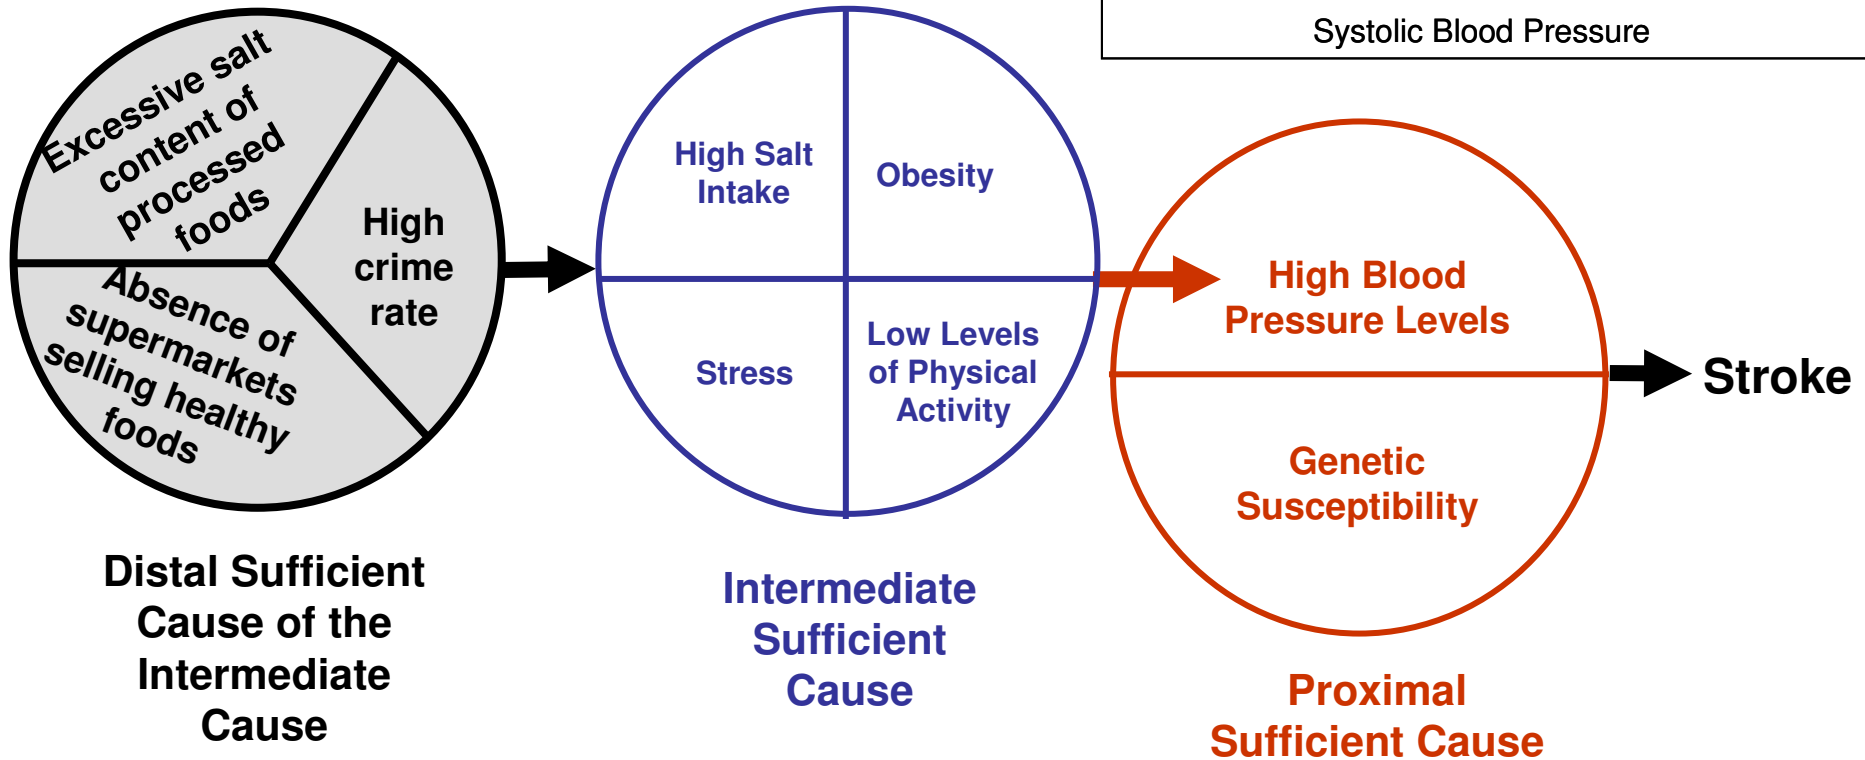 Systolic Blood Pressure
Excessive salt
content of
processed
foods
High
crime
rate
Absence of
supermarkets
selling healthy
foods
High Salt
Intake
Obesity
Stress
Low Levels
of Physical
Activity
High Blood
Pressure Levels
Genetic
Susceptibility
Stroke
Distal Sufficient
Cause of the
Intermediate
Cause
Intermediate
Sufficient
Cause
Proximal
Sufficient Cause